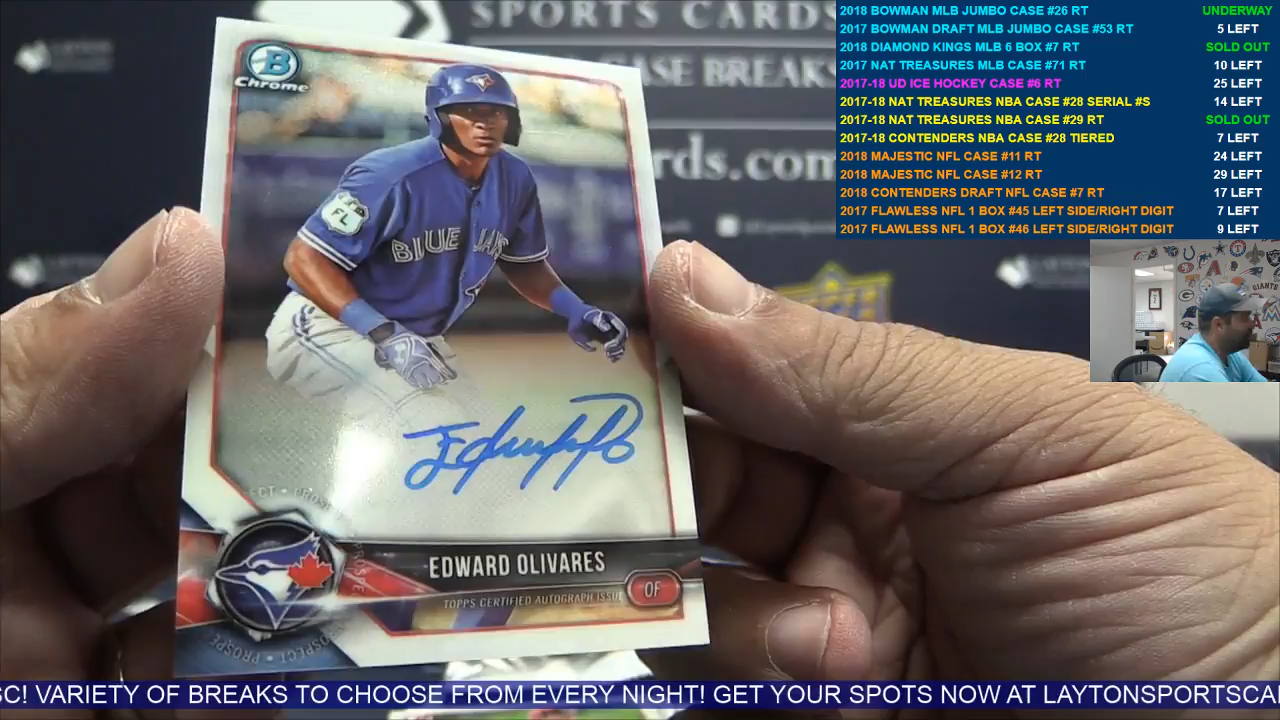 SPORTS CARDS
CASE BREAKS
rds.com
B
Chrome
FL
BLUE JAYS
EDWARD OLIVARES
TOPPS CERTIFIED AUTOGRAPH ISSUE
OF
2018 BOWMAN MLB JUMBO CASE #26 RT UNDERWAY
2017 BOWMAN DRAFT MLB JUMBO CASE #53 RT 5 LEFT
2018 DIAMOND KINGS MLB 6 BOX #7 RT SOLD OUT
2017 NAT TREASURES MLB CASE #71 RT 10 LEFT
2017-18 UD ICE HOCKEY CASE #6 RT 25 LEFT
2017-18 NAT TREASURES NBA CASE #28 SERIAL #S 14 LEFT
2017-18 NAT TREASURES NBA CASE #29 RT SOLD OUT
2017-18 CONTENDERS NBA CASE #28 TIERED 7 LEFT
2018 MAJESTIC NFL CASE #11 RT 24 LEFT
2018 MAJESTIC NFL CASE #12 RT 29 LEFT
2018 CONTENDERS DRAFT NFL CASE #7 RT 17 LEFT
2017 FLAWLESS NFL 1 BOX #45 LEFT SIDE/RIGHT DIGIT 7 LEFT
2017 FLAWLESS NFL 1 BOX #46 LEFT SIDE/RIGHT DIGIT 9 LEFT
GIANTS
SC! VARIETY OF BREAKS TO CHOOSE FROM EVERY NIGHT! GET YOUR SPOTS NOW AT LAYTONSPORTSCA